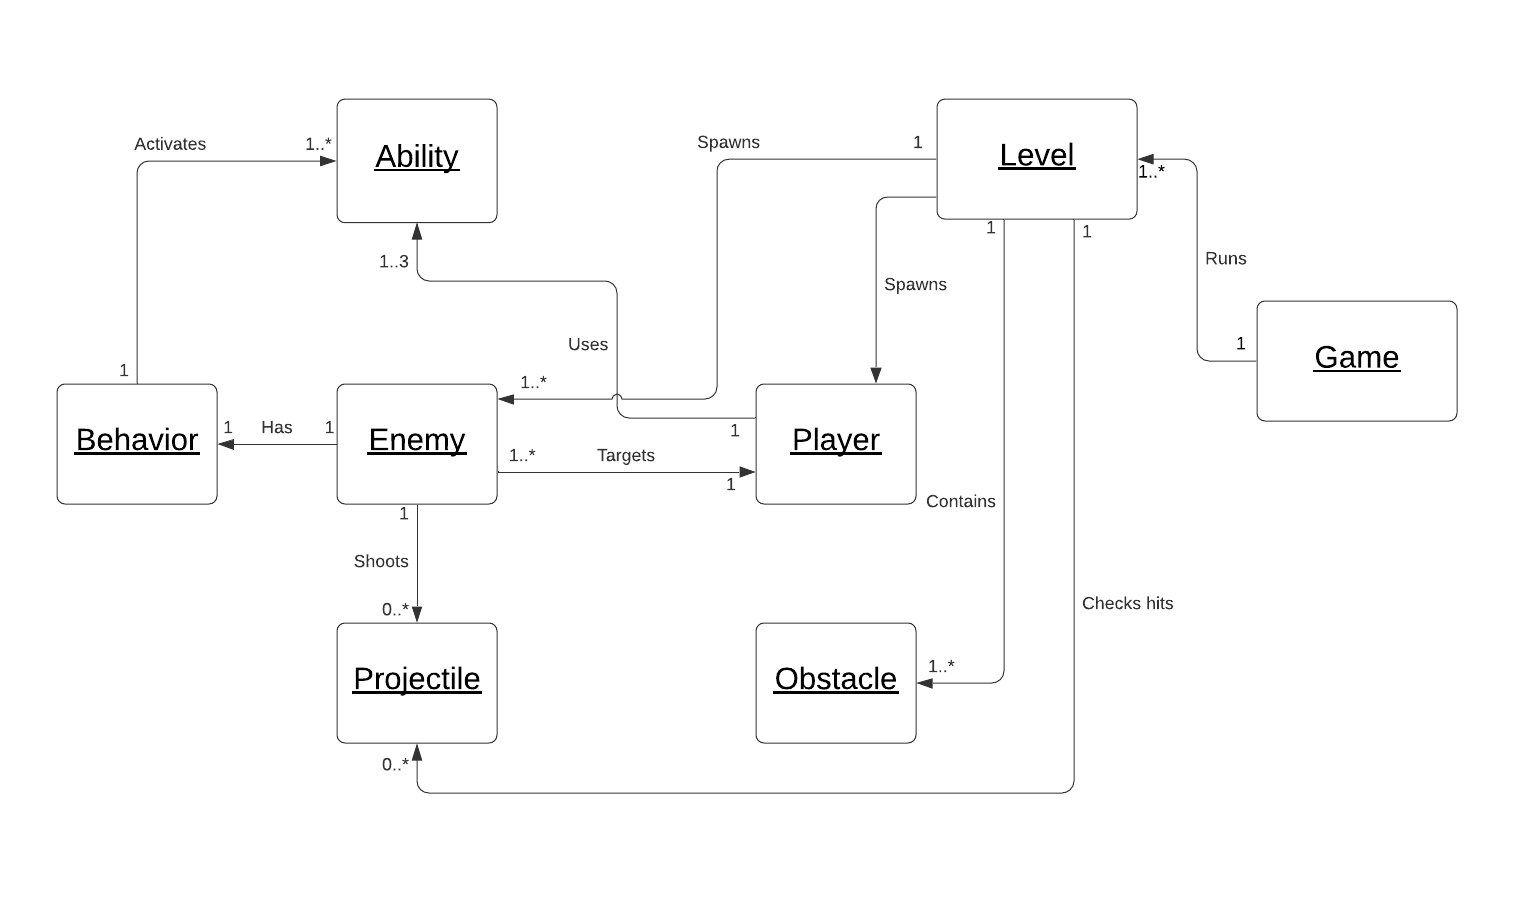 Spawns
1
Activates
1..*
Ability
Level
1..*
1
1
1..3
Runs
Spawns
Uses
1
Game
1
1..*
1
Has
1
Behavior
Enemy
1
Player
1..*
Targets
1
Contains
1
Shoots
0..*
Checks hits
1..*
Projectile
Obstacle
0..*